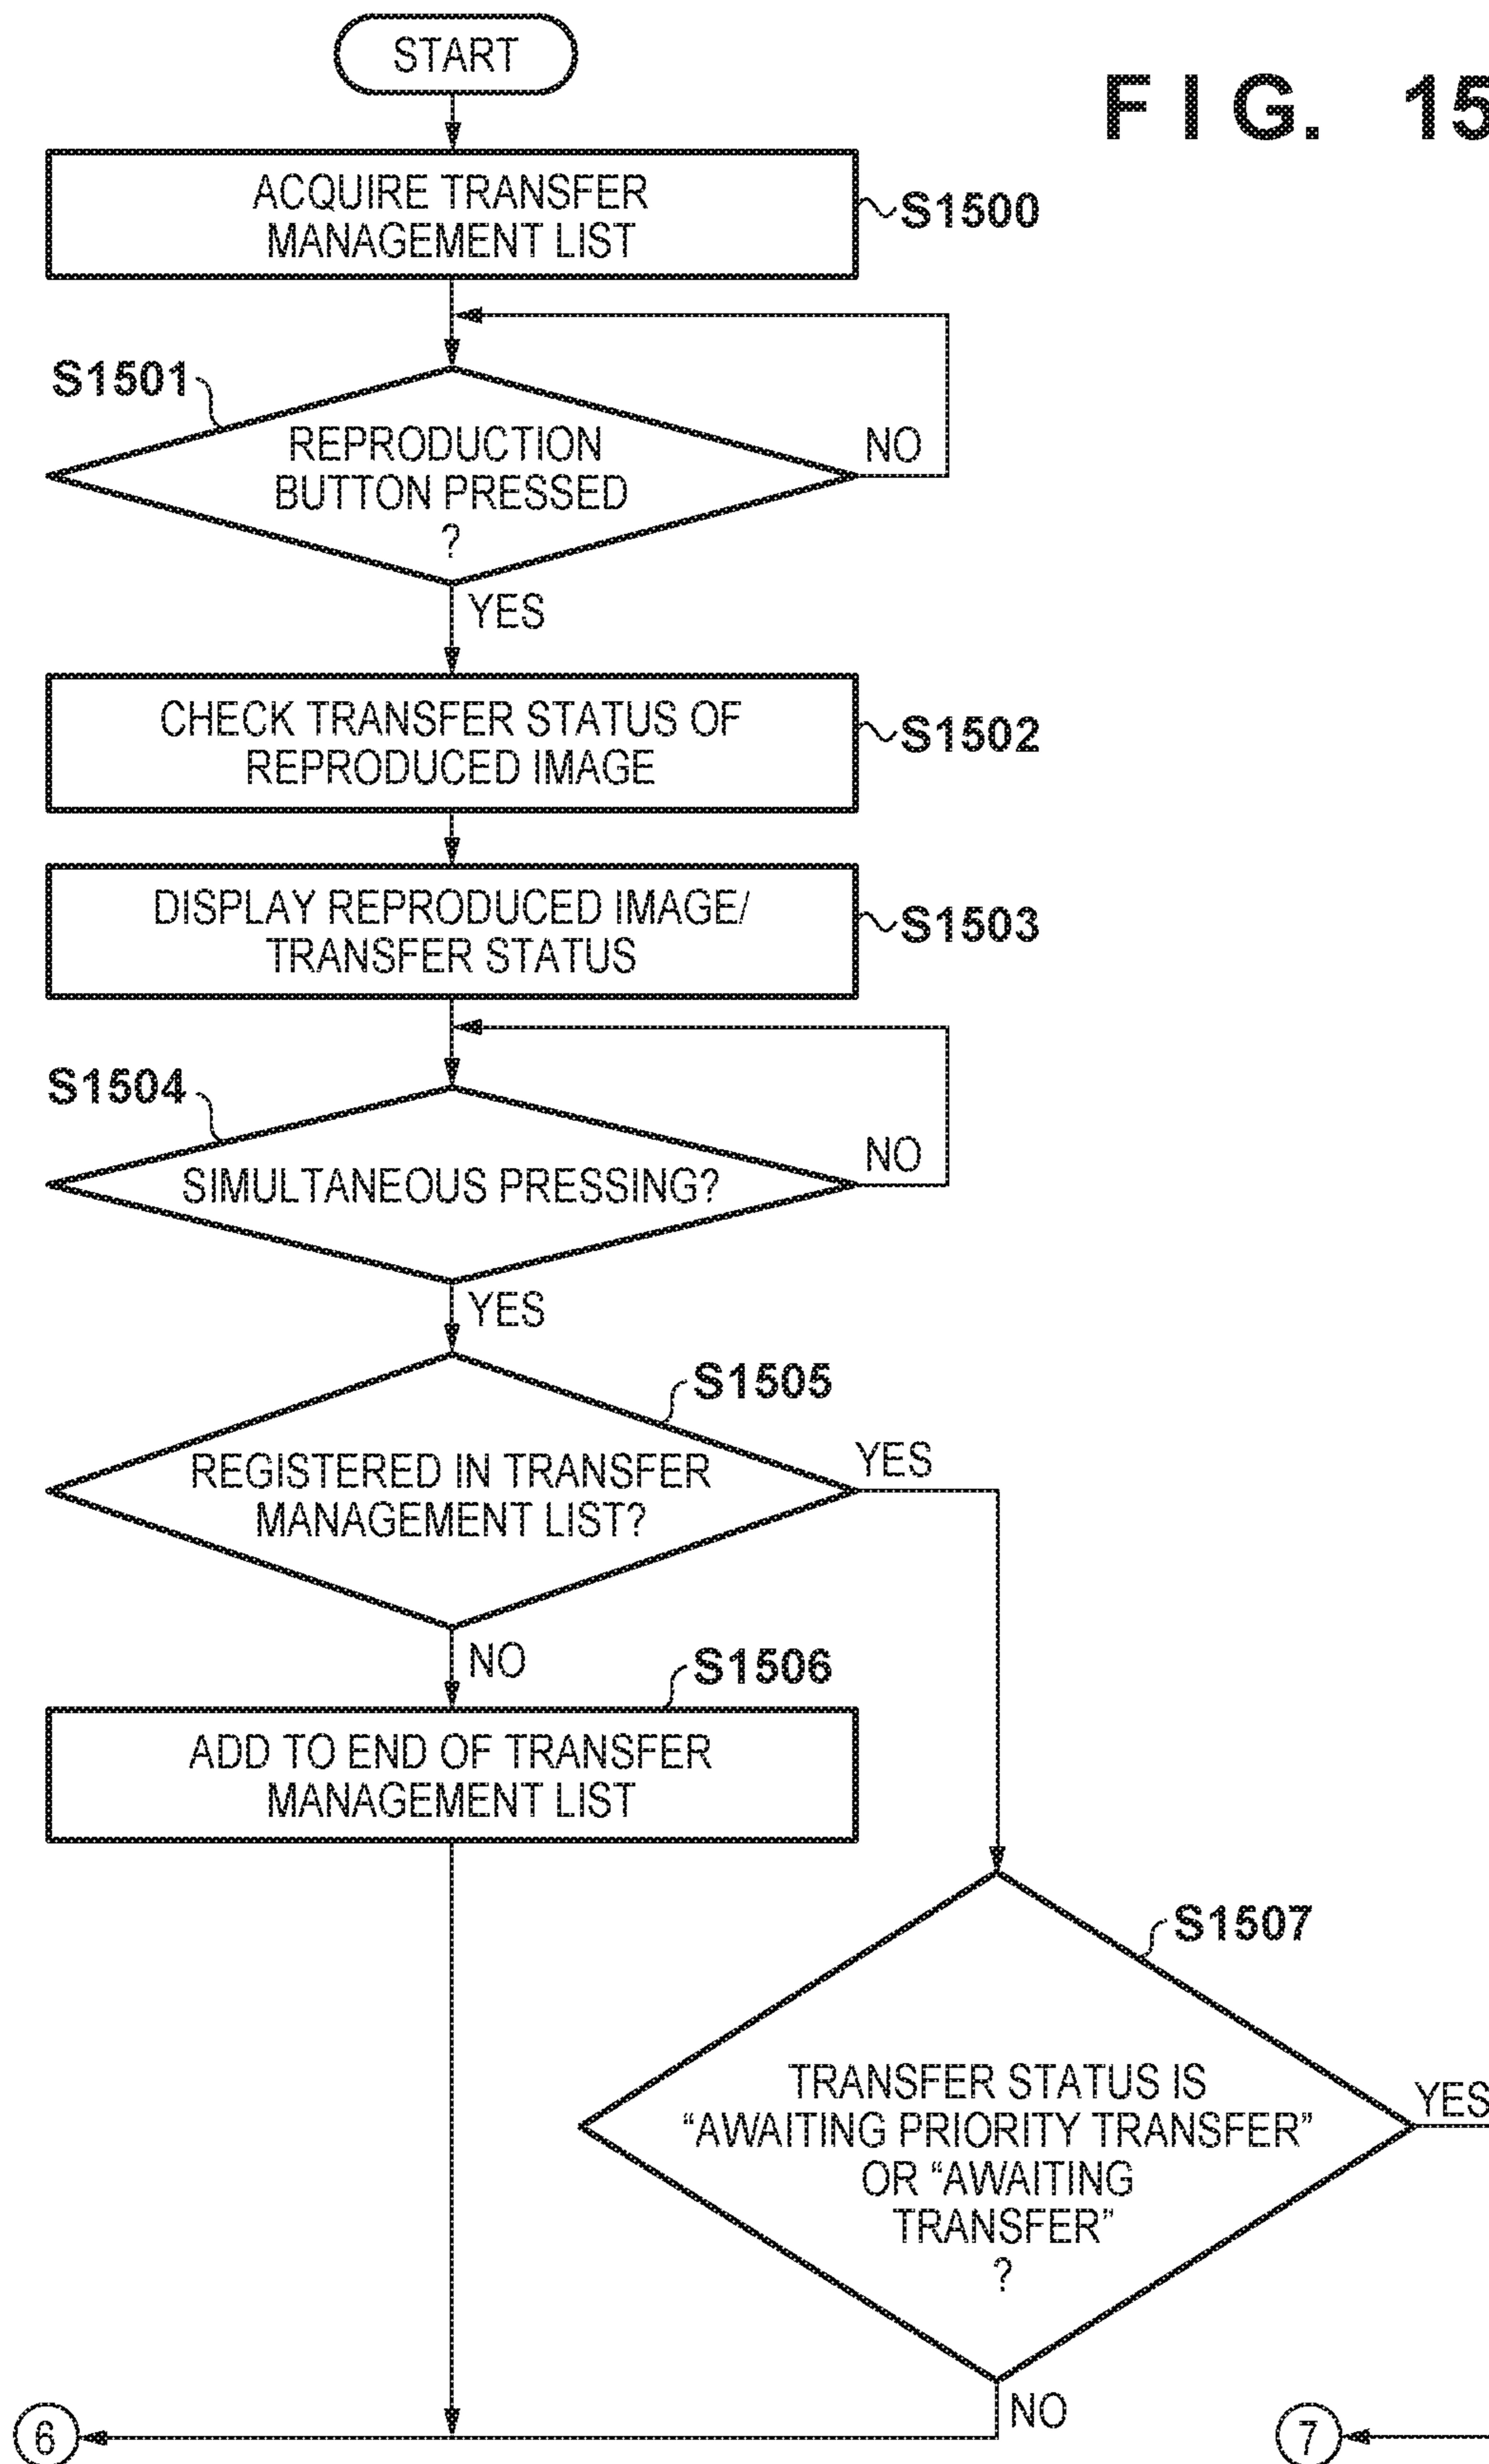 START
F I G. 15
ACQUIRE TRANSFER
MANAGEMENT LIST
S1500
S1501
REPRODUCTION
BUTTON PRESSED
?
NO
YES
CHECK TRANSFER STATUS OF
REPRODUCED IMAGE
S1502
DISPLAY REPRODUCED IMAGE/
TRANSFER STATUS
S1503
S1504
SIMULTANEOUS PRESSING?
NO
YES
S1505
REGISTERED IN TRANSFER
MANAGEMENT LIST?
YES
NO
S1506
ADD TO END OF TRANSFER
MANAGEMENT LIST
S1507
TRANSFER STATUS IS
“AWAITING PRIORITY TRANSFER”
OR “AWAITING
TRANSFER”
?
YES
NO
6
7